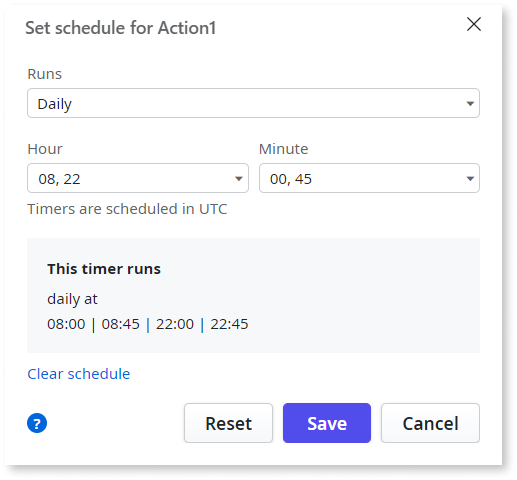 Set schedule for Action1
Runs
Daily
Hour Minute
08, 22 00, 45
Timers are scheduled in UTC
This timer runs
daily at
08:00 | 08:45 | 22:00 | 22:45
Clear schedule
? Reset Save Cancel